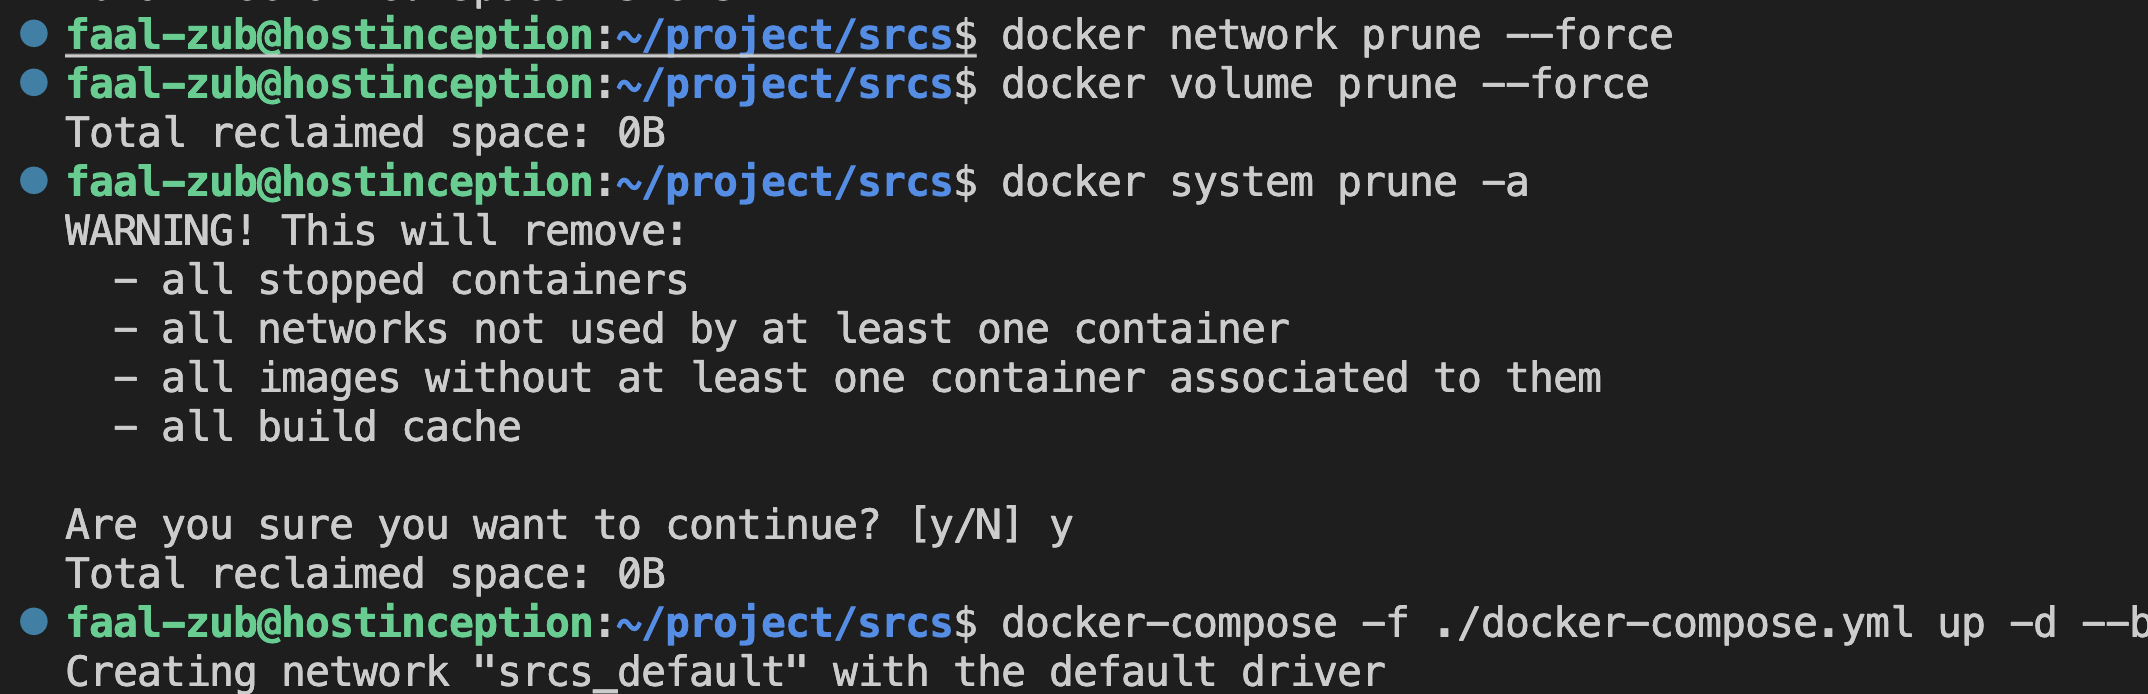 faal-zub@hostinception:~/project/srcs$ docker network prune --force
faal-zub@hostinception:~/project/srcs$ docker volume prune --force
Total reclaimed space: 0B
faal-zub@hostinception:~/project/srcs$ docker system prune -a
WARNING! This will remove:
  - all stopped containers
  - all networks not used by at least one container
  - all images without at least one container associated to them
  - all build cache

Are you sure you want to continue? [y/N] y
Total reclaimed space: 0B
faal-zub@hostinception:~/project/srcs$ docker-compose -f ./docker-compose.yml up -d --b
Creating network "srcs_default" with the default driver